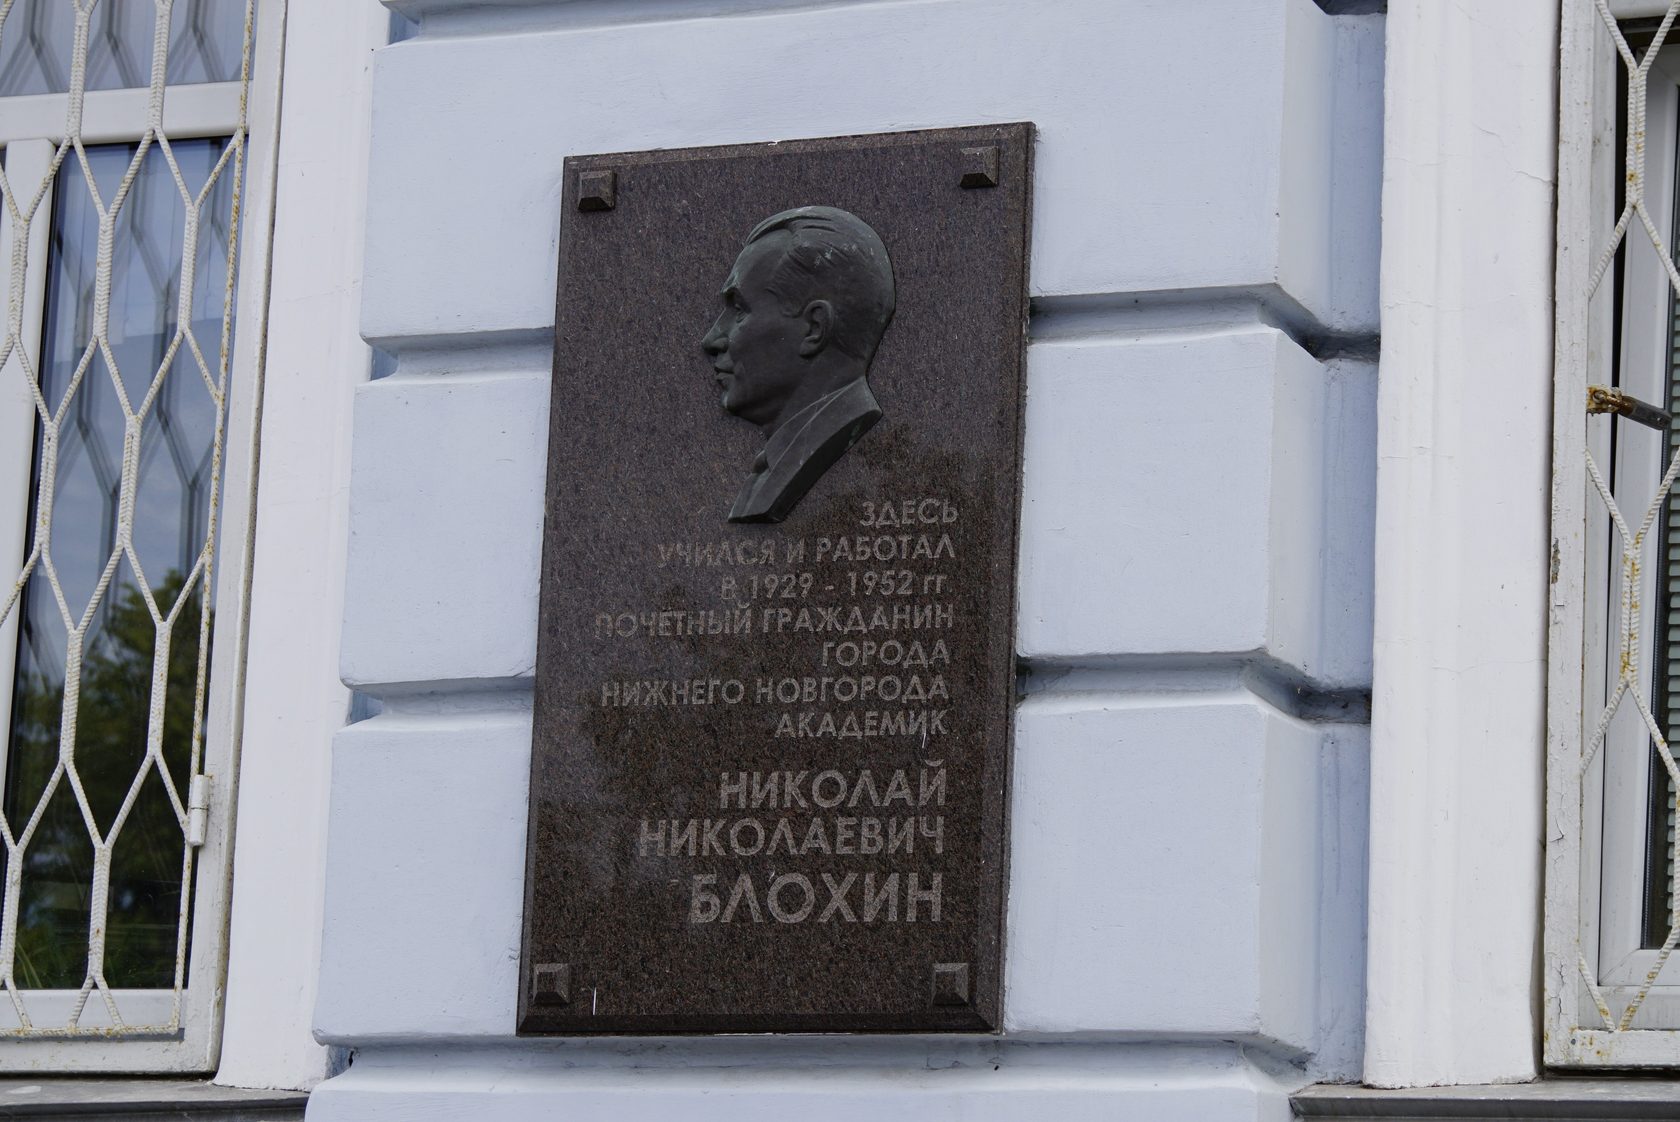 ЗДЕСЬ
УЧИЛСЯ И РАБОТАЛ
В 1929 - 1952 гг
ПОЧЕТНЫЙ ГРАЖДАНИН
ГОРОДА
НИЖНЕГО НОВГОРОДА
АКАДЕМИК
НИКОЛАЙ
НИКОЛАЕВИЧ
БЛОХИН